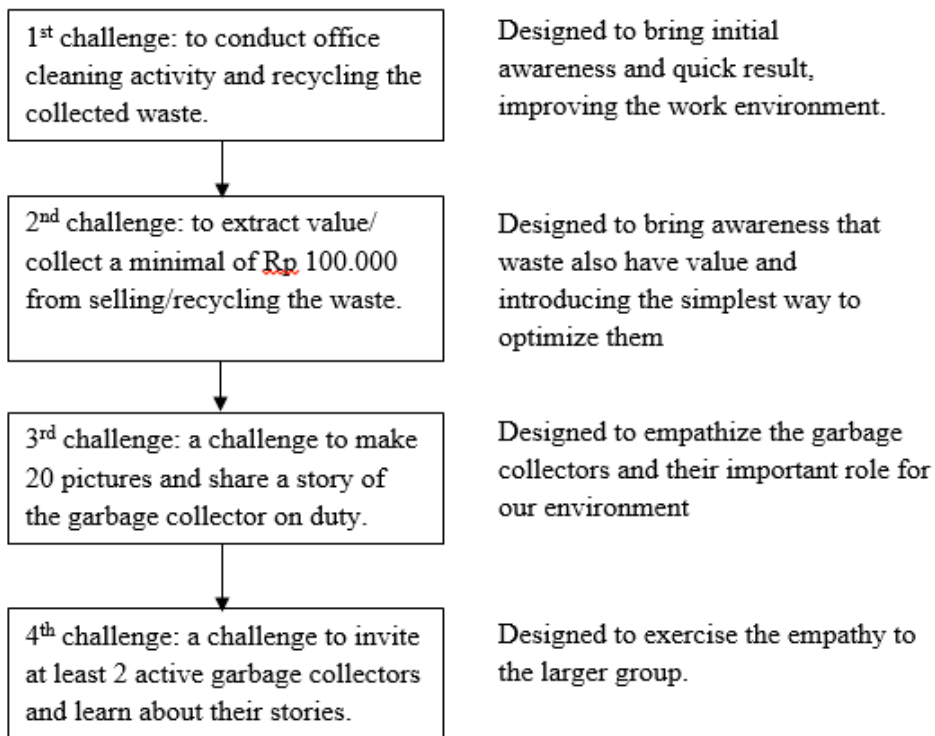 1st challenge: to conduct office
cleaning activity and recycling the
collected waste.
Designed to bring initial
awareness and quick result,
improving the work environment.
2nd challenge: to extract value/
collect a minimal of Rp 100.000
from selling/recycling the waste.
Designed to bring awareness that
waste also have value and
introducing the simplest way to
optimize them
3rd challenge: a challenge to make
20 pictures and share a story of
the garbage collector on duty.
Designed to empathize the garbage
collectors and their important role for
our environment
4th challenge: a challenge to invite
at least 2 active garbage collectors
and learn about their stories.
Designed to exercise the empathy to
the larger group.